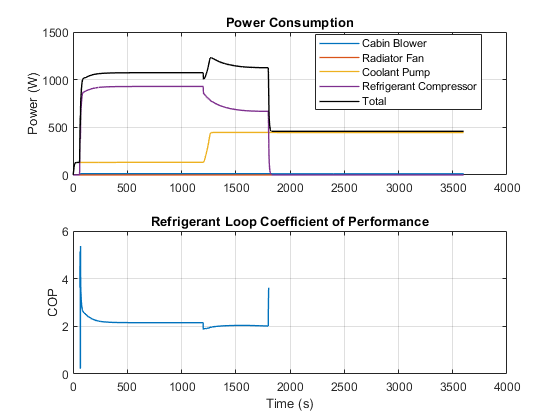 Power Consumption
1500
1000
500
0
Power (W)
Cabin Blower
Radiator Fan
Coolant Pump
Refrigerant Compressor
Total
0 500 1000 1500 2000 2500 3000 3500 4000
Refrigerant Loop Coefficient of Performance
6
4
2
0
COP
0 500 1000 1500 2000 2500 3000 3500 4000
Time (s)